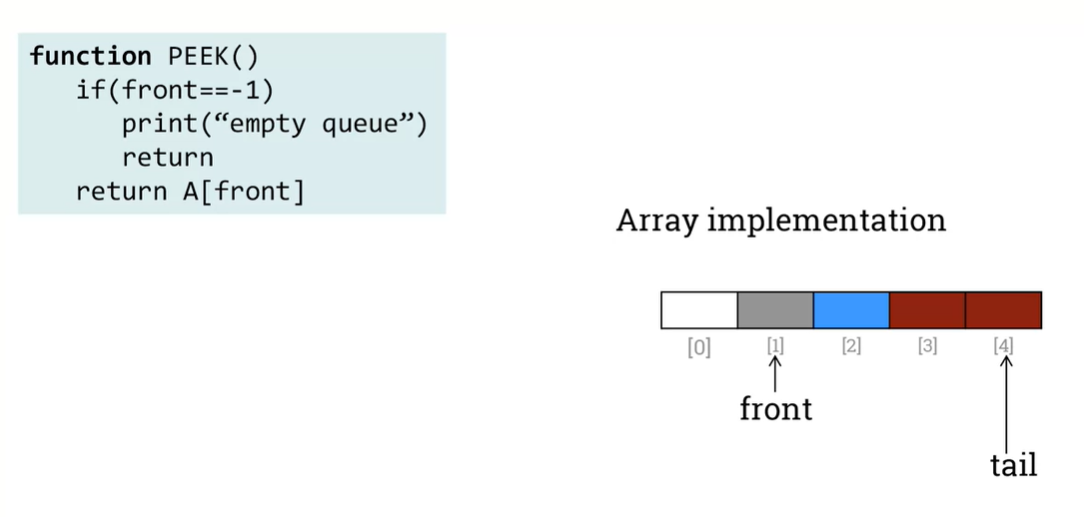 function PEEK()
if(front==-1)
print(“empty queue”)
return
return A[front]
Array implementation
[0] [1] [2] [3] [4]
front
tail